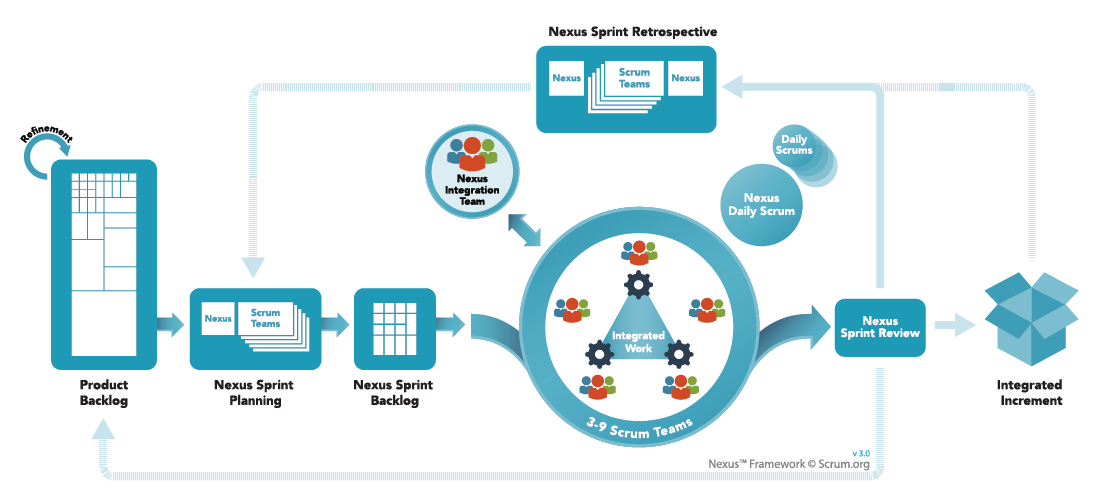 Nexus Sprint Retrospective
Nexus
Scrum
Teams
Nexus
Refinement
Daily
Scrums
Nexus
Integration
Team
Nexus
Daily Scrum
Nexus
Scrum
Teams
Integrated
Work
Nexus
Sprint Review
Product
Backlog
Nexus Sprint
Planning
Nexus Sprint
Backlog
3-9 Scrum Teams
Integrated
Increment
v 3.0
Nexus™ Framework © Scrum.org